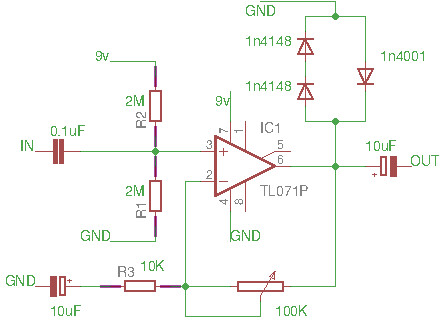 GND
1n4148
1n4001
9v
1n4148
2M
R2
9v
0.1uF
IC1
7
1
IN
3
5
10uF
6
OUT
2
2M
TL071P
R1
4
8
GND
GND
R3
10K
GND
10uF
100K